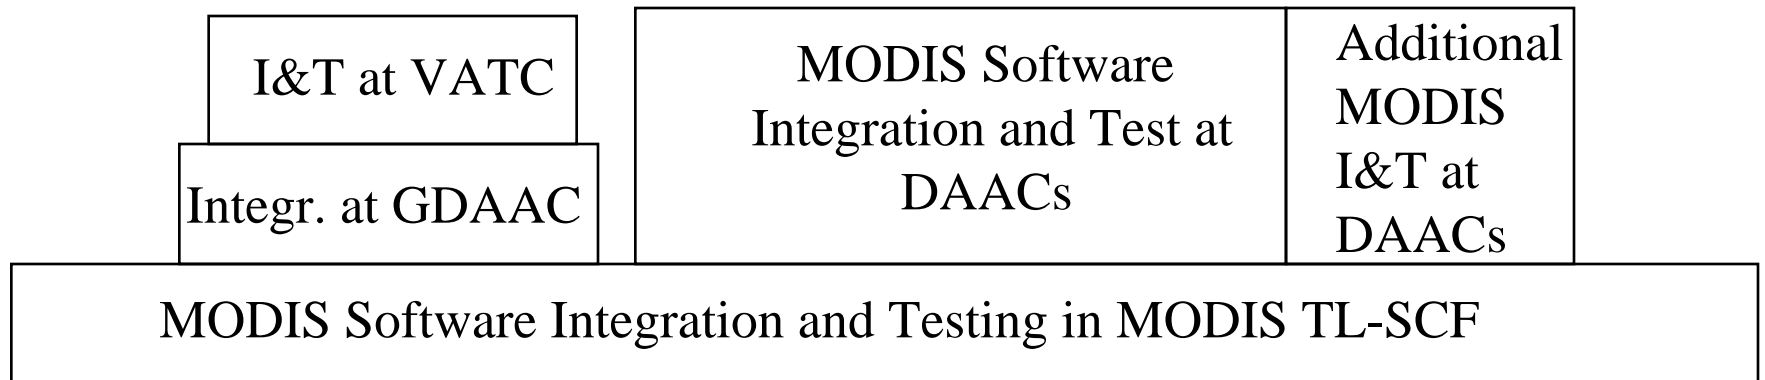 I&T at VATC
Integr. at GDAAC
MODIS Software
Integration and Test at
DAACs
Additional
MODIS
I&T at
DAACs
MODIS Software Integration and Testing in MODIS TL-SCF